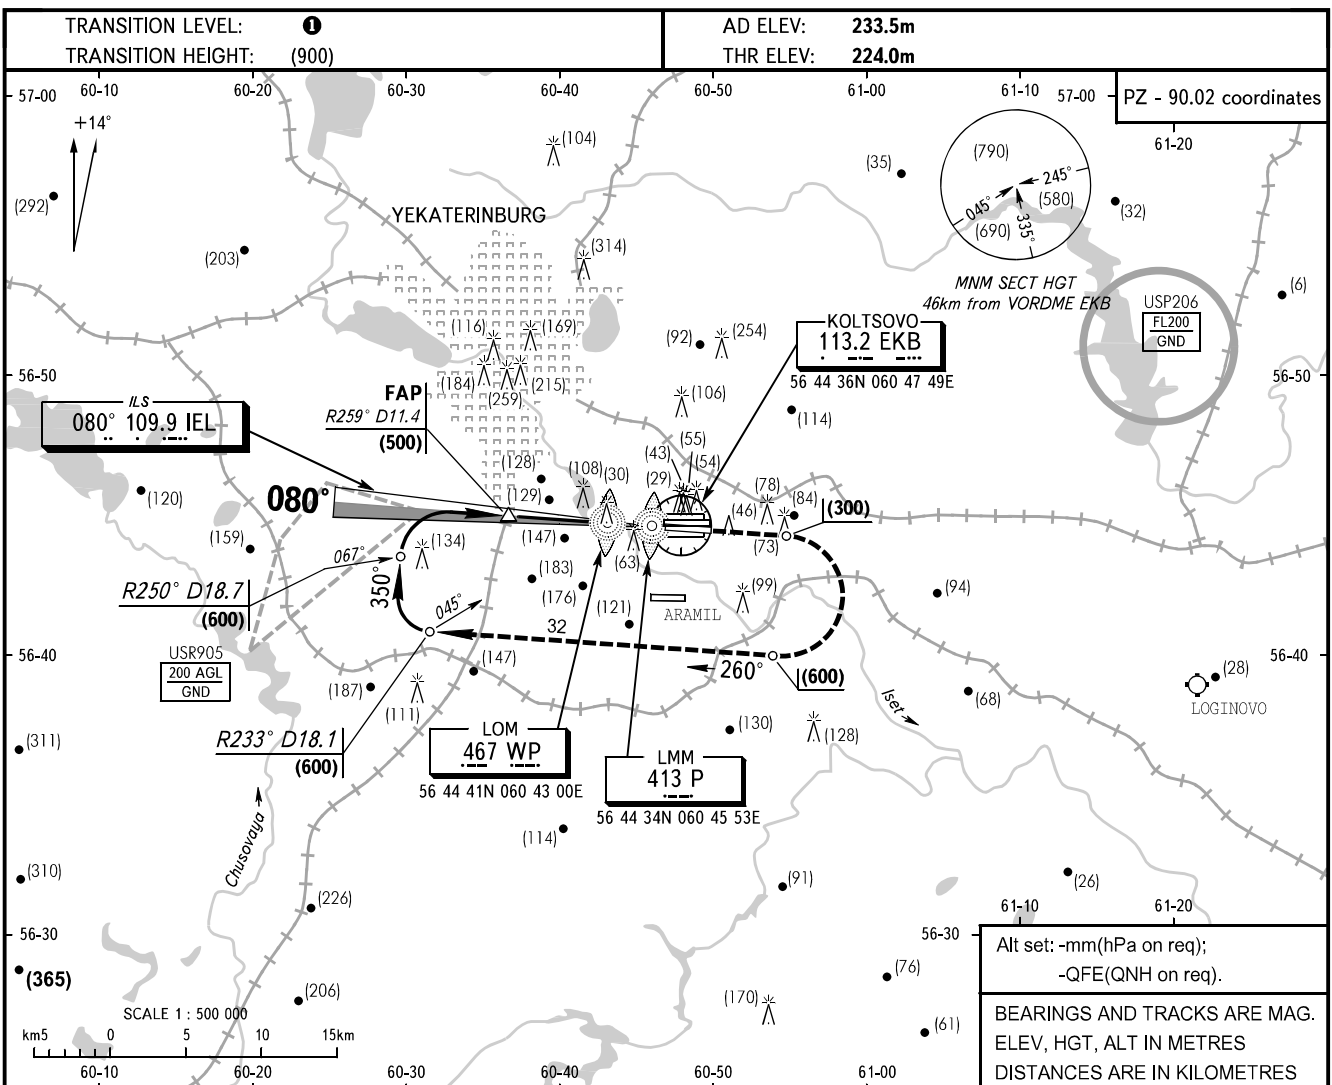 TRANSITION LEVEL: ❶
TRANSITION HEIGHT: (900)
AD ELEV: 233.5m
THR ELEV: 224.0m
57-00
60-10
60-20
60-30
60-40
60-50
61-00
61-10
57-00
PZ - 90.02 coordinates
61-20
+14°
(292)
(203)
(104)
YEKATERINBURG
(314)
(35)
(790)
245°
045°
(580)
(690)
335°
(32)
MNM SECT HGT
46km from VORDME EKB
USP206
FL200
GND
(6)
(116)
(169)
(184)
(259)
(215)
(92)
(254)
KOLTSOVO
113.2 EKB
56 44 36N 060 47 49E
56-50
56-50
FAP
R259° D11.4
(500)
ILS
080° 109.9 IEL
(106)
(114)
(55)
(43)
(54)
(128)
(108)
(30)
(29)
(78)
(84)
(129)
(46)
(300)
(120)
080°
(159)
067°
(134)
(147)
(63)
(73)
R250° D18.7
(600)
350°
045°
(183)
(176)
(121)
ARAMIL
(99)
(94)
32
56-40
USR905
200 AGL
GND
(147)
260°
(600)
56-40
(187)
(111)
(28)
LOGINOVO
(68)
Iset
R233° D18.1
(600)
(311)
LOM
467 WP
56 44 41N 060 43 00E
LMM
413 P
56 44 34N 060 45 53E
(130)
(128)
(114)
Chusovaya
(310)
(226)
(91)
(26)
61-10
61-20
56-30
56-30
(365)
(206)
(170)
(76)
(61)
Alt set: -mm(hPa on req);
-QFE(QNH on req).
SCALE 1 : 500 000
km5 0 5 10 15km
BEARINGS AND TRACKS ARE MAG.
ELEV, HGT, ALT IN METRES
DISTANCES ARE IN KILOMETRES
60-10
60-20
60-30
60-40
60-50
61-00